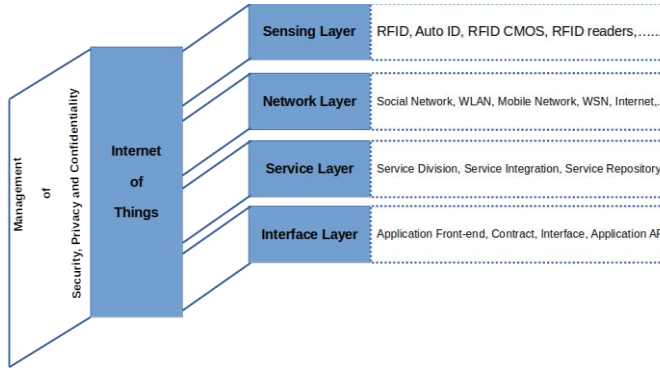 Management
of
Security, Privacy and Confidentiality
Internet
of
Things
Sensing Layer
RFID, Auto ID, RFID CMOS, RFID readers,......
Network Layer
Social Network, WLAN, Mobile Network, WSN, Internet,.
Service Layer
Service Division, Service Integration, Service Repository
Interface Layer
Application Front-end, Contract, Interface, Application